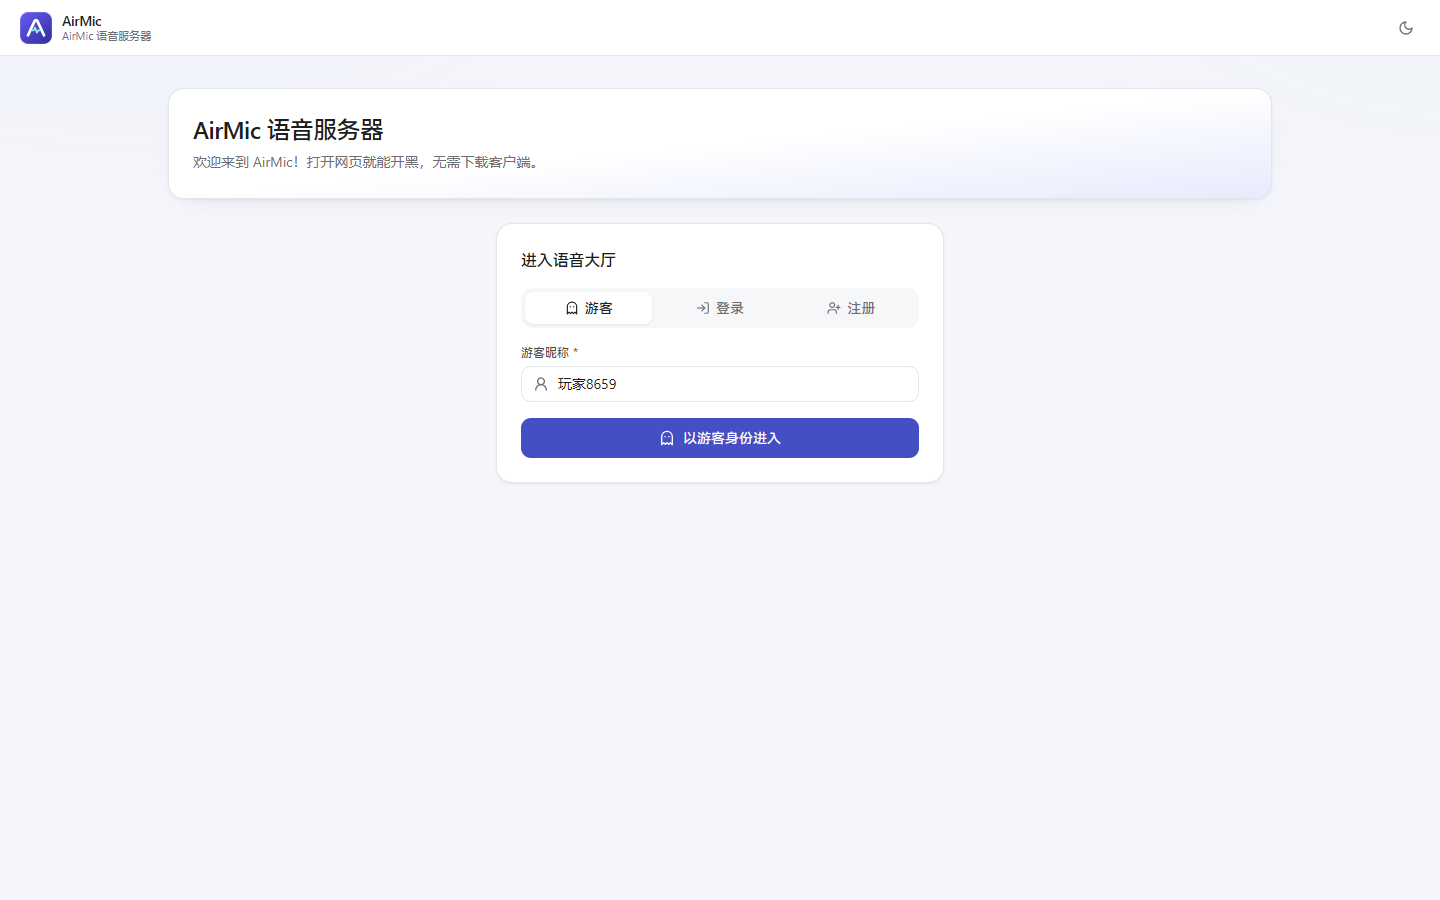 AirMic
AirMic 语音服务器
AirMic 语音服务器
欢迎来到 AirMic！打开网页就能开黑，无需下载客户端。
进入语音大厅
游客
登录
注册
游客昵称 *
玩家8659
以游客身份进入